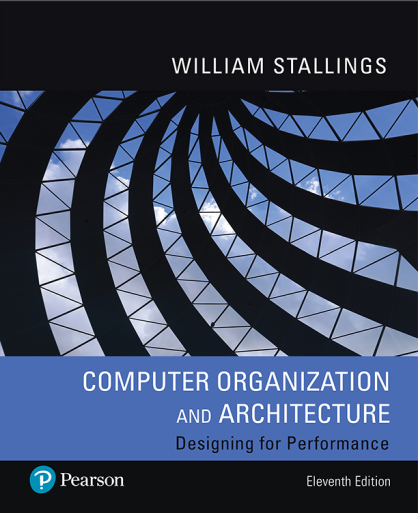 WILLIAM STALLINGS
COMPUTER ORGANIZATION
AND ARCHITECTURE
Designing for Performance
P Pearson
Eleventh Edition